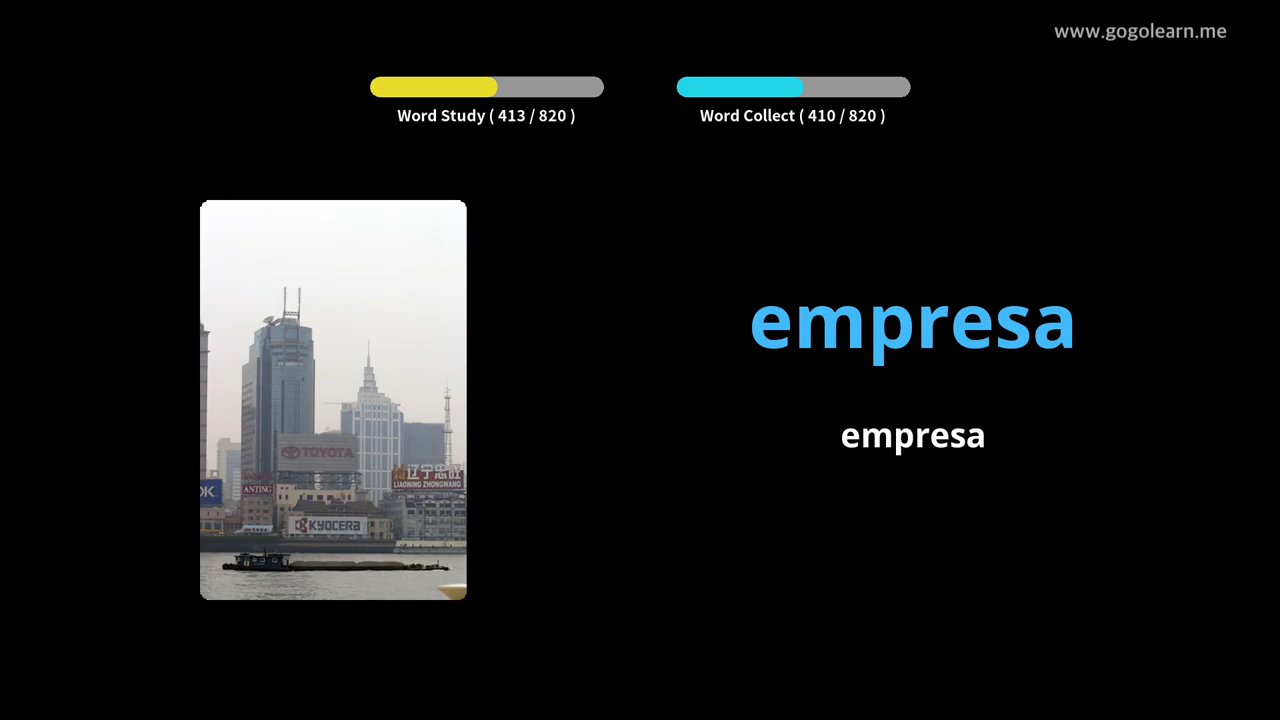 www.gogolearn.me
Word Study ( 413 / 820 )
Word Collect ( 410 / 820 )
empresa
empresa
TOYOTA
辽宁忠旺
LIAONING ZHONGWANG
OK
ANTING
KYOCERA